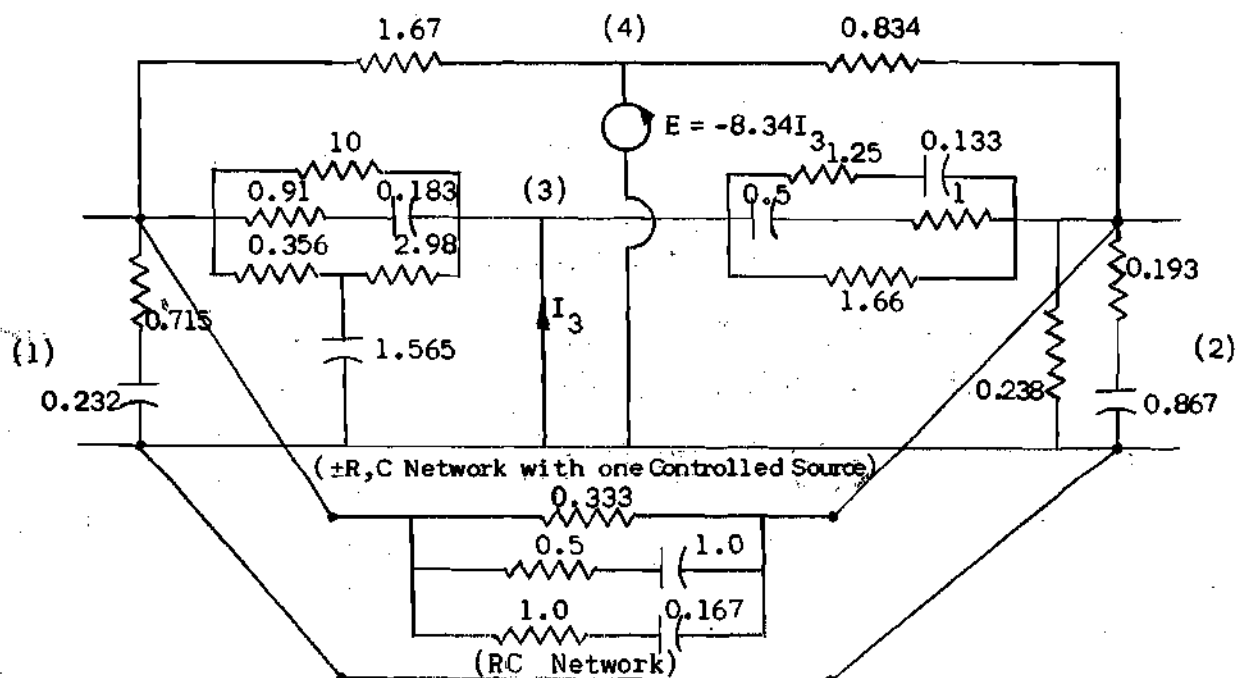 1.67 (4) 0.834
E = -8.34I3
10 1.25 0.133
0.91 0.183 (3) 0.5 1
0.356 2.98
1.66
0.193
0.715 I3
(1) 1.565 (2)
0.232 0.238 0.867
(±R,C Network with one Controlled Source)
0.333
0.5 1.0
1.0 0.167
(RC Network)